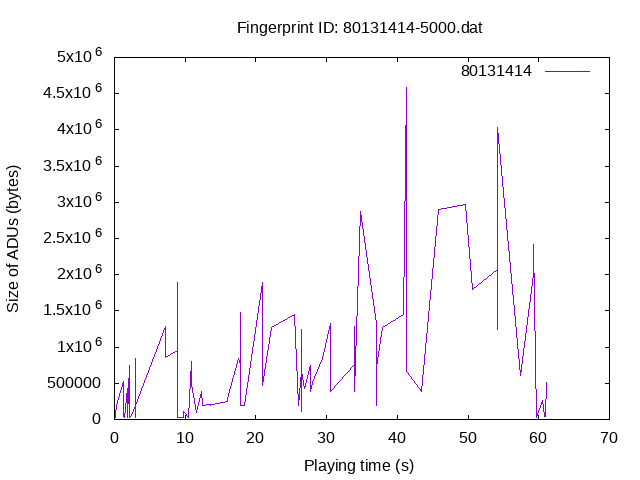 Fingerprint ID: 80131414-5000.dat
80131414
5x10^6
4.5x10^6
4x10^6
3.5x10^6
3x10^6
2.5x10^6
2x10^6
1.5x10^6
1x10^6
500000
0
Size of ADUs (bytes)
0 10 20 30 40 50 60 70
Playing time (s)